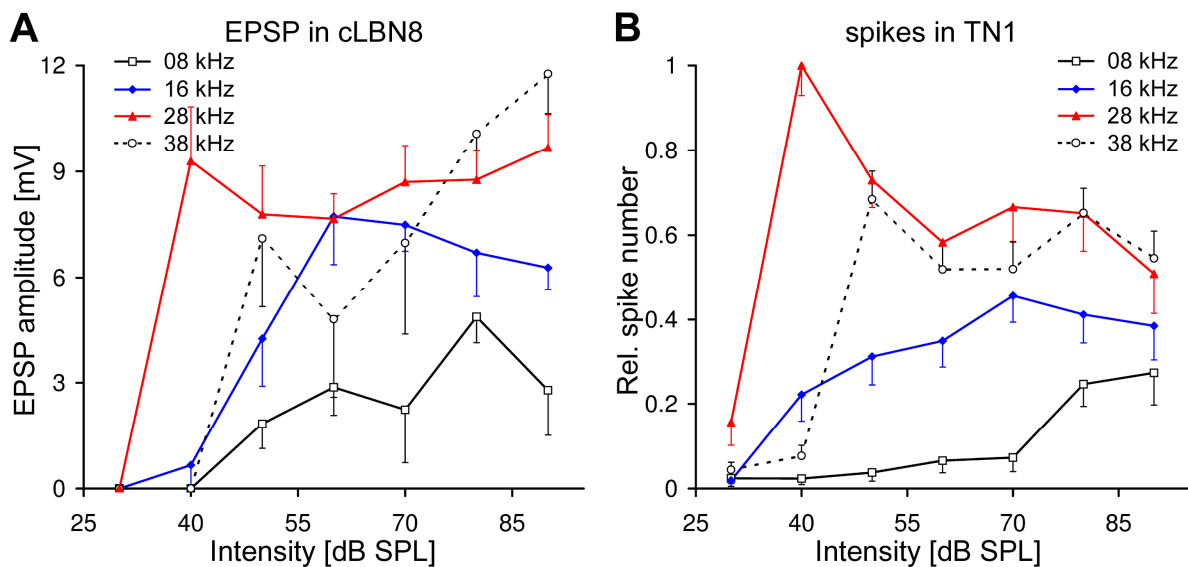 A
EPSP in cLBN8
08 kHz
16 kHz
28 kHz
38 kHz
EPSP amplitude [mV]
12
9
6
3
0
25 40 55 70 85
Intensity [dB SPL]
B
spikes in TN1
08 kHz
16 kHz
28 kHz
38 kHz
Rel. spike number
1
0.8
0.6
0.4
0.2
0
25 40 55 70 85
Intensity [dB SPL]